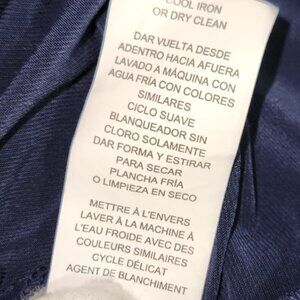 COOL IRON
OR DRY CLEAN
DAR VUELTA DESDE
ADENTRO HACIA AFUERA
LAVADO A MÁQUINA CON
AGUA FRÍA CON COLORES
SIMILARES
CICLO SUAVE
BLANQUEADOR SIN
CLORO SOLAMENTE
DAR FORMA Y ESTIRAR
PARA SECAR
PLANCHA FRÍA
O LIMPIEZA EN SECO
METTRE À L'ENVERS
LAVER À LA MACHINE À
L'EAU FROIDE AVEC DES
COULEURS SIMILAIRES
CYCLE DÉLICAT
AGENT DE BLANCHIMENT